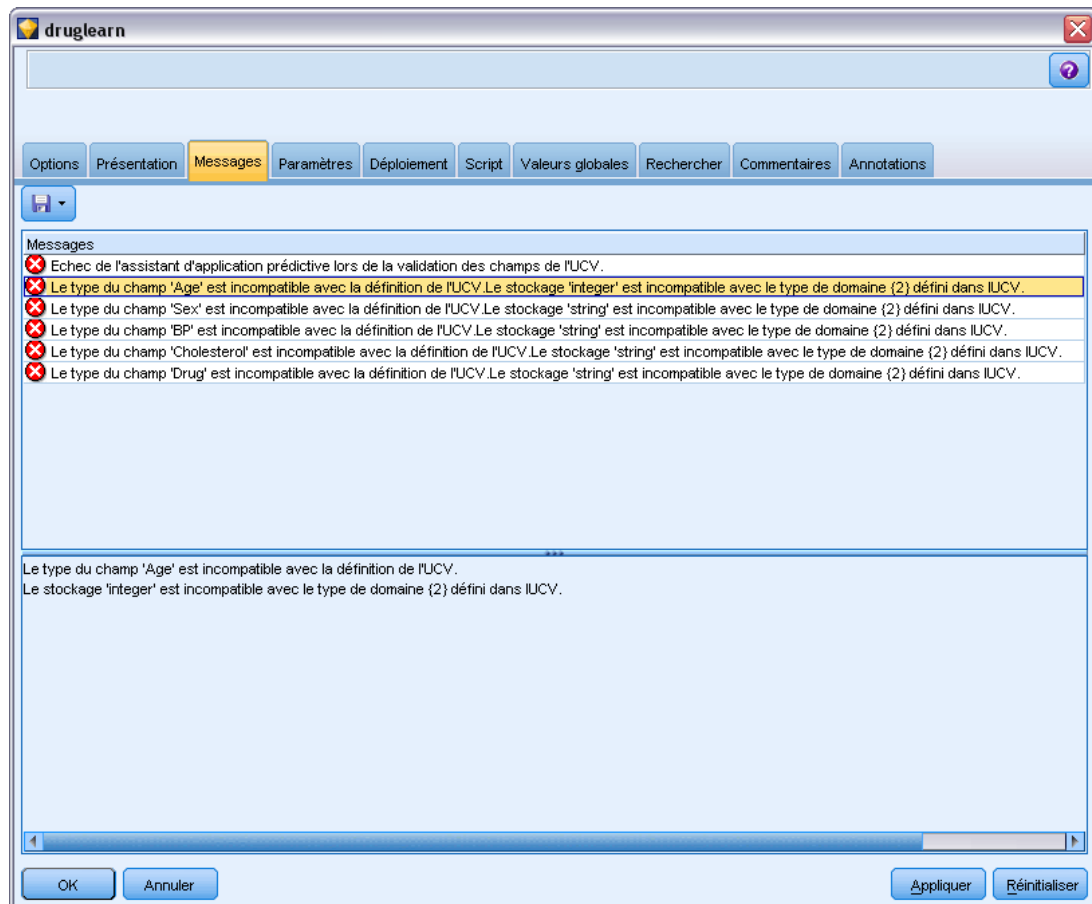 druglearn
Options Présentation Messages Paramètres Déploiement Script Valeurs globales Rechercher Commentaires Annotations
Messages
Echec de l'assistant d'application prédictive lors de la validation des champs de l'UCV.
Le type du champ 'Age' est incompatible avec la définition de l'UCV.Le stockage 'integer' est incompatible avec le type de domaine {2} défini dans lUCV.
Le type du champ 'Sex' est incompatible avec la définition de l'UCV.Le stockage 'string' est incompatible avec le type de domaine {2} défini dans lUCV.
Le type du champ 'BP' est incompatible avec la définition de l'UCV.Le stockage 'string' est incompatible avec le type de domaine {2} défini dans lUCV.
Le type du champ 'Cholesterol' est incompatible avec la définition de l'UCV.Le stockage 'string' est incompatible avec le type de domaine {2} défini dans lUCV.
Le type du champ 'Drug' est incompatible avec la définition de l'UCV.Le stockage 'string' est incompatible avec le type de domaine {2} défini dans lUCV.
Le type du champ 'Age' est incompatible avec la définition de l'UCV.
Le stockage 'integer' est incompatible avec le type de domaine {2} défini dans lUCV.
OK Annuler Appliquer Réinitialiser